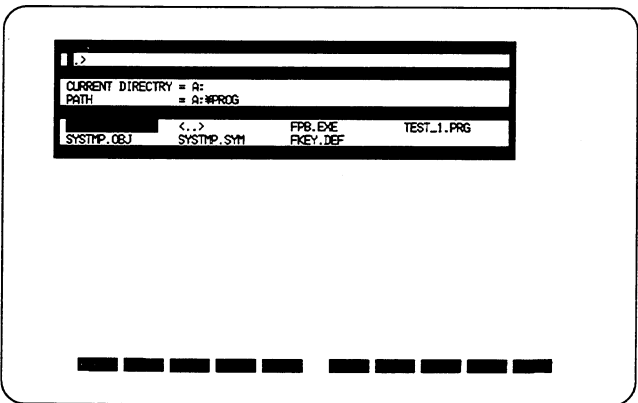 .>
CURRENT DIRECTRY = A:
PATH = A:¥PROG
<..> FPB.EXE TEST_1.PRG
SYSTMP.OBJ SYSTMP.SYM FKEY.DEF